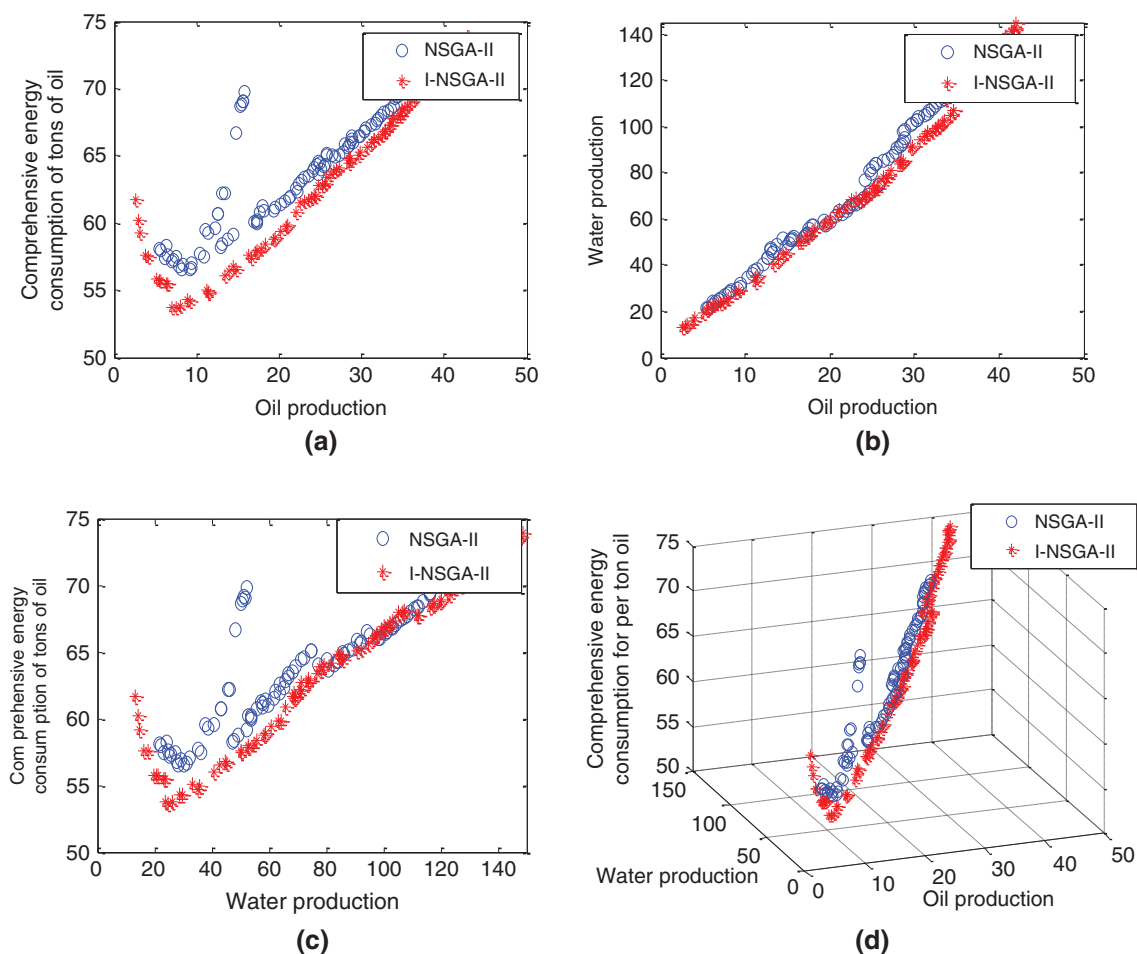 75
70
65
60
55
50
0
10
20
30
40
50
Comprehensive energy
consumption of tons of oil
Oil production
NSGA-II
I-NSGA-II
(a)
140
120
100
80
60
40
20
0
0
10
20
30
40
50
Water production
Oil production
NSGA-II
I-NSGA-II
(b)
75
70
65
60
55
50
0
20
40
60
80
100
120
140
Com prehensive energy
consum ption of tons of oil
Water production
NSGA-II
I-NSGA-II
(c)
75
70
65
60
55
50
150
100
50
0
0
10
20
30
40
50
Comprehensive energy
consumption for per ton oil
Water production
Oil production
NSGA-II
I-NSGA-II
(d)